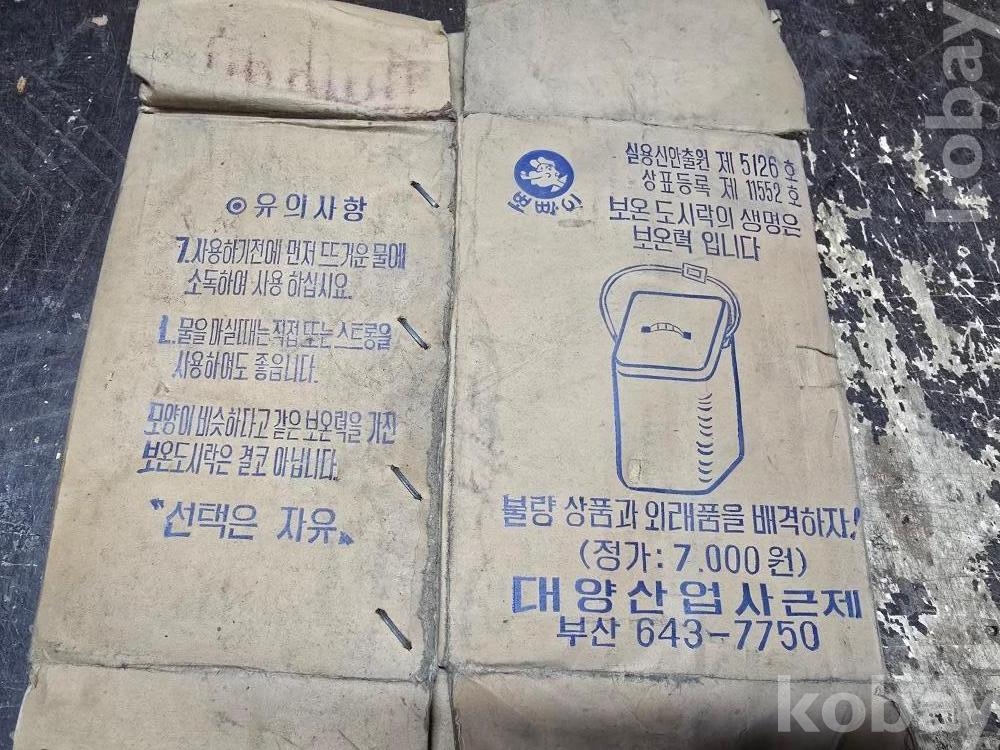 ⊙ 유의사항
7. 사용하기전에 먼저 뜨거운 물에
소독하여 사용 하십시요.
1. 물을 마실때는 직접 또는 스트롱을
사용하여도 좋읍니다.
모양이 비슷하다고 같은 보온력을 가진
보온도시락은 결코 아닙니다.
"선택은 자유"
실용신안출원 제 5126 호
상표등록 제 11552 호
보온 도시락의 생명은
보온력 입니다
불량 상품과 외래품을 배격하자!
(정가: 7.000 원)
대양산업사근제
부산 643-7750
kobay
kobay